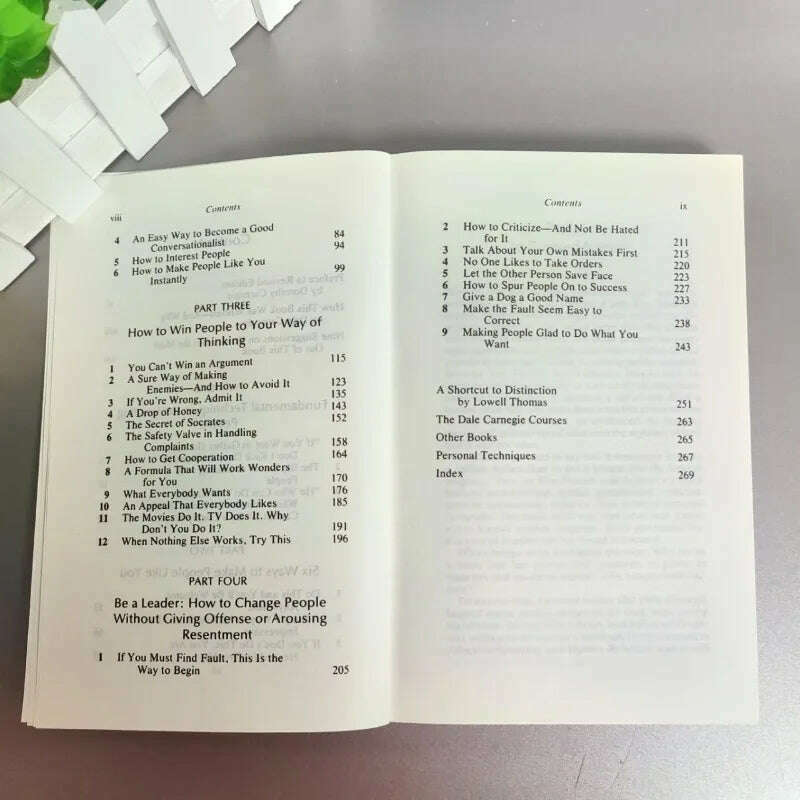 viii
Contents
4 An Easy Way to Become a Good
Conversationalist 84
5 How to Interest People 94
6 How to Make People Like You
Instantly 99
PART THREE
How to Win People to Your Way of
Thinking
1 You Can't Win an Argument 115
2 A Sure Way of Making
Enemies—And How to Avoid It 123
3 If You're Wrong, Admit It 135
4 A Drop of Honey 143
5 The Secret of Socrates 152
6 The Safety Valve in Handling
Complaints 158
7 How to Get Cooperation 164
8 A Formula That Will Work Wonders
for You 170
9 What Everybody Wants 176
10 An Appeal That Everybody Likes 185
11 The Movies Do It. TV Does It. Why
Don't You Do It? 191
12 When Nothing Else Works, Try This 196
PART FOUR
Be a Leader: How to Change People
Without Giving Offense or Arousing
Resentment
1 If You Must Find Fault, This Is the
Way to Begin 205
Contents
ix
2 How to Criticize—And Not Be Hated
for It 211
3 Talk About Your Own Mistakes First 215
4 No One Likes to Take Orders 220
5 Let the Other Person Save Face 223
6 How to Spur People On to Success 227
7 Give a Dog a Good Name 233
8 Make the Fault Seem Easy to
Correct 238
9 Making People Glad to Do What You
Want 243
A Shortcut to Distinction
by Lowell Thomas 251
The Dale Carnegie Courses 263
Other Books 265
Personal Techniques 267
Index 269